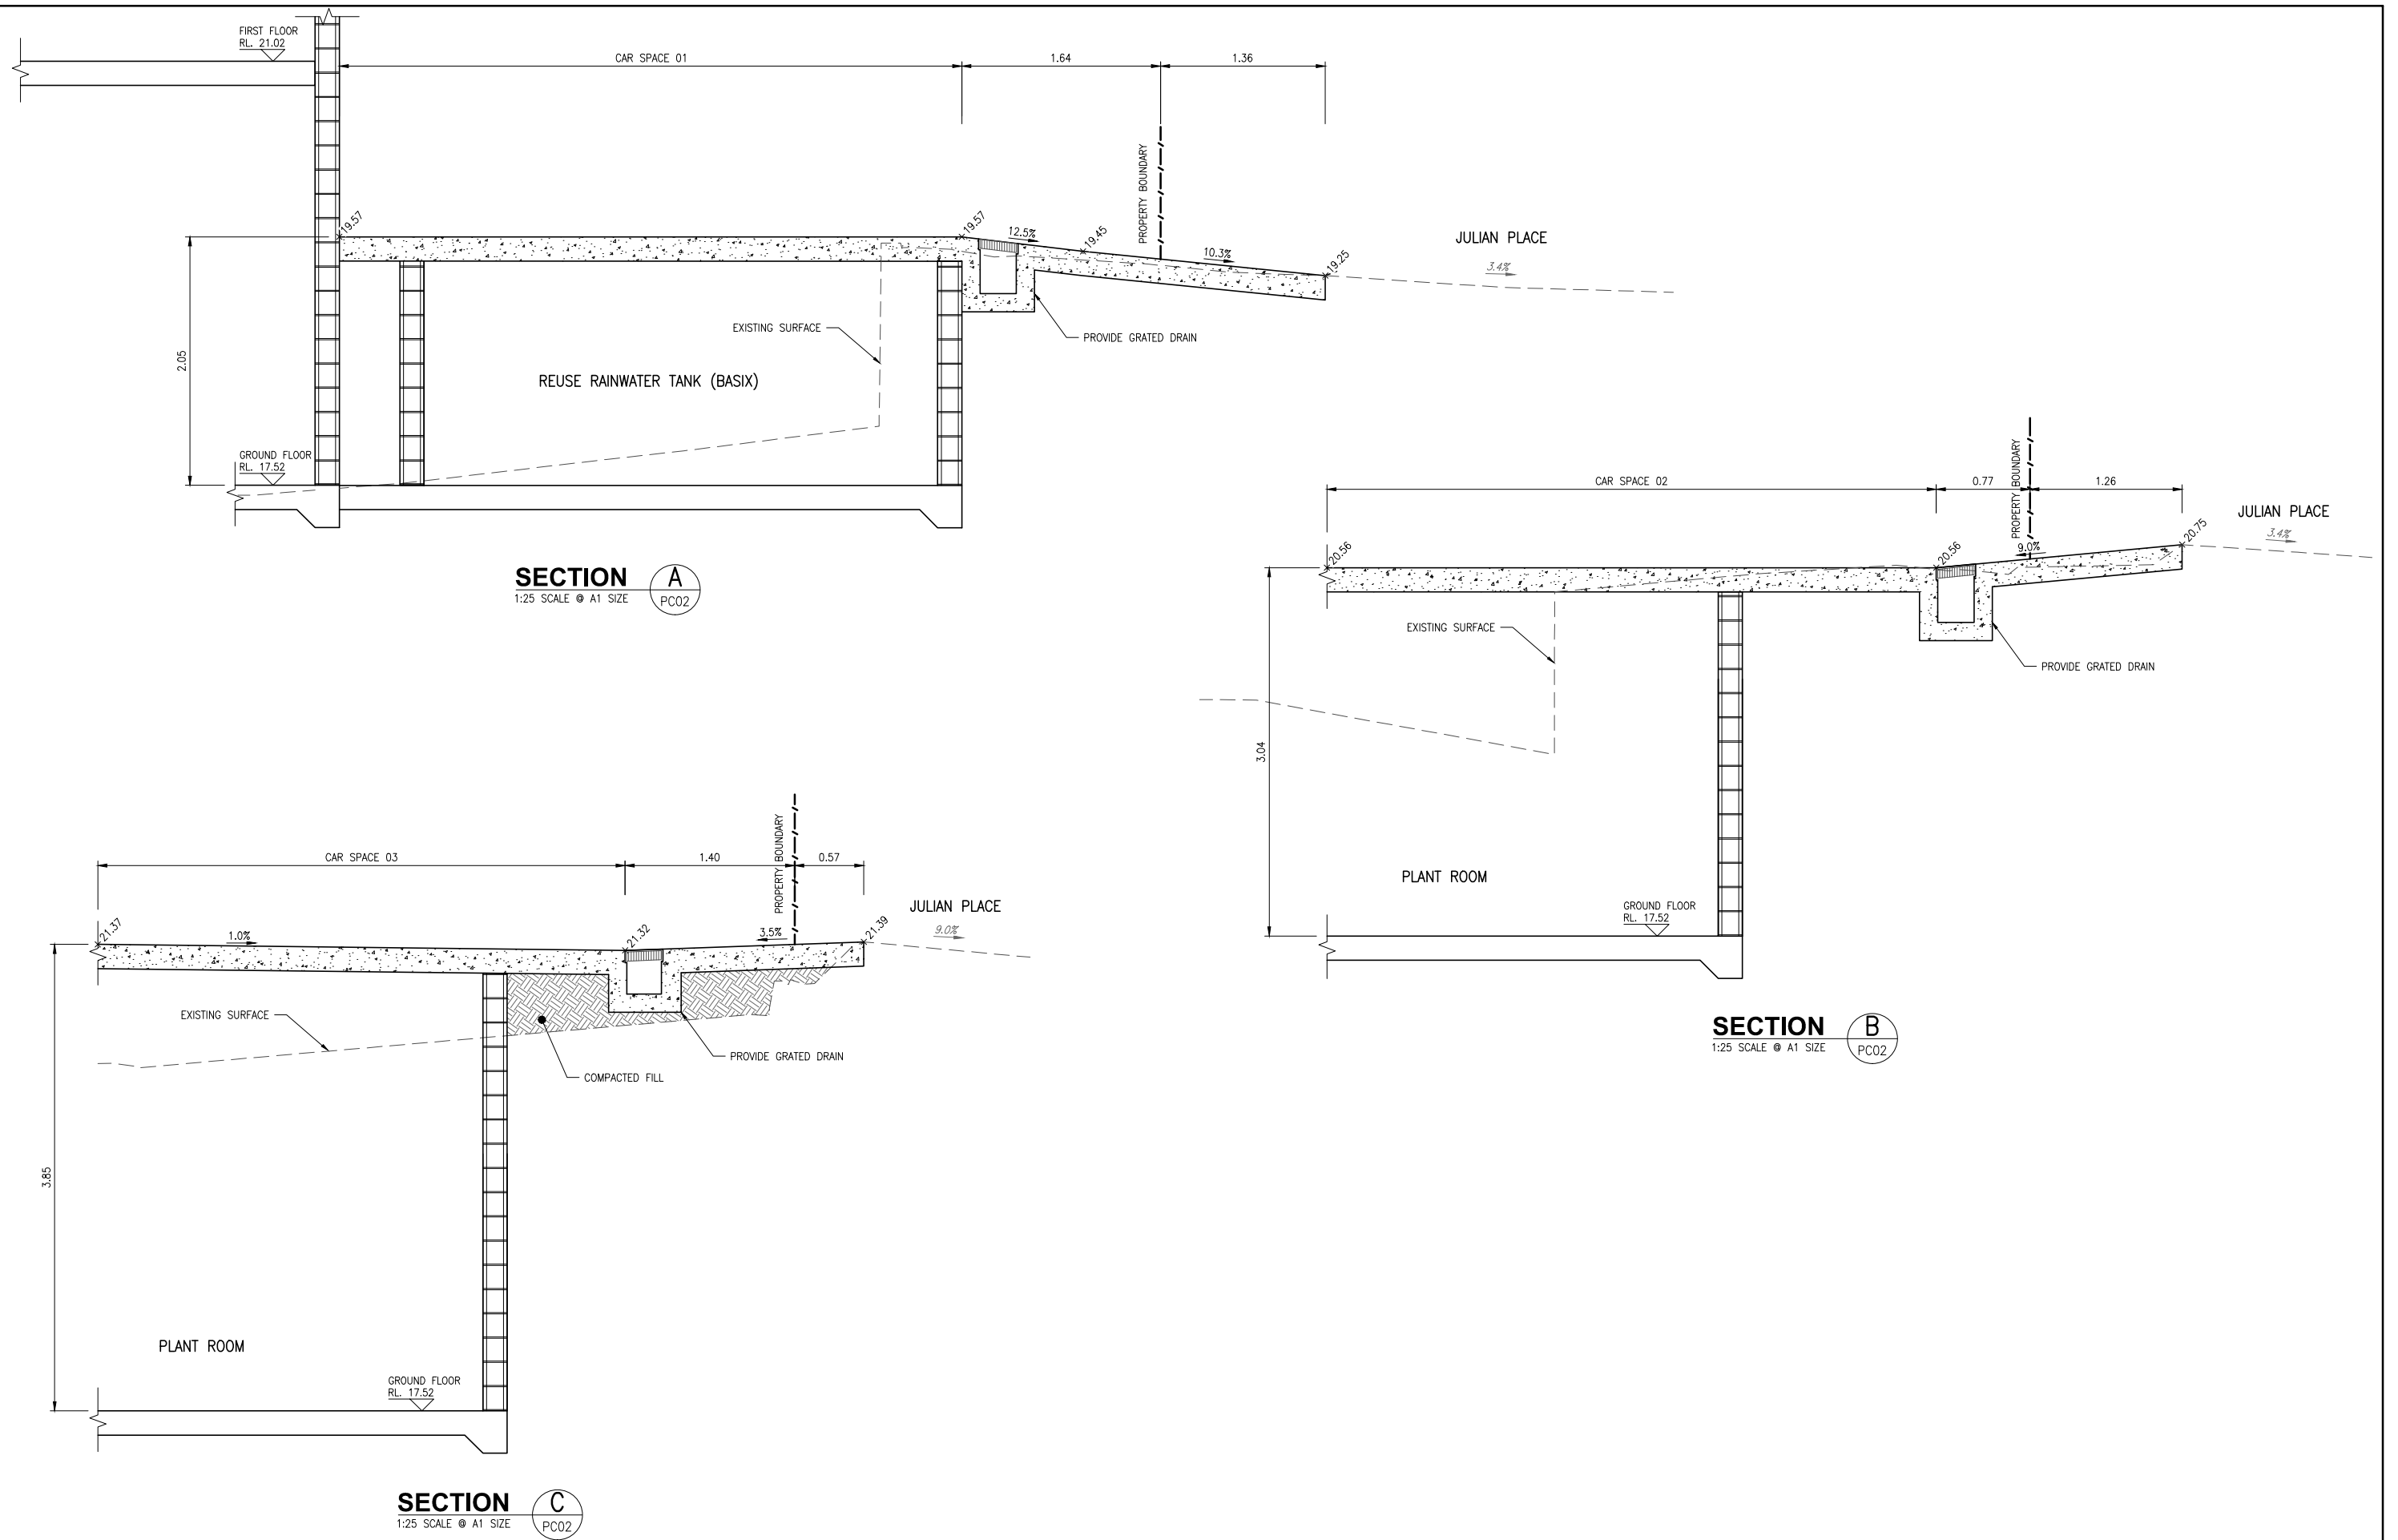 FIRST FLOOR
RL. 21.02
CAR SPACE 01
1.64
1.36
PROPERTY BOUNDARY
19.57
19.57
12.5%
19.45
10.3%
19.25
JULIAN PLACE
3.4%
2.05
EXISTING SURFACE
PROVIDE GRATED DRAIN
REUSE RAINWATER TANK (BASIX)
GROUND FLOOR
RL. 17.52
SECTION
A
1:25 SCALE @ A1 SIZE
PC02
CAR SPACE 02
0.77
1.26
PROPERTY BOUNDARY
JULIAN PLACE
3.4%
20.56
20.56
9.0%
20.75
EXISTING SURFACE
PROVIDE GRATED DRAIN
3.04
PLANT ROOM
GROUND FLOOR
RL. 17.52
SECTION
B
1:25 SCALE @ A1 SIZE
PC02
CAR SPACE 03
1.40
0.57
PROPERTY BOUNDARY
JULIAN PLACE
9.0%
21.37
1.0%
21.32
3.5%
21.39
EXISTING SURFACE
PROVIDE GRATED DRAIN
COMPACTED FILL
3.85
PLANT ROOM
GROUND FLOOR
RL. 17.52
SECTION
C
1:25 SCALE @ A1 SIZE
PC02